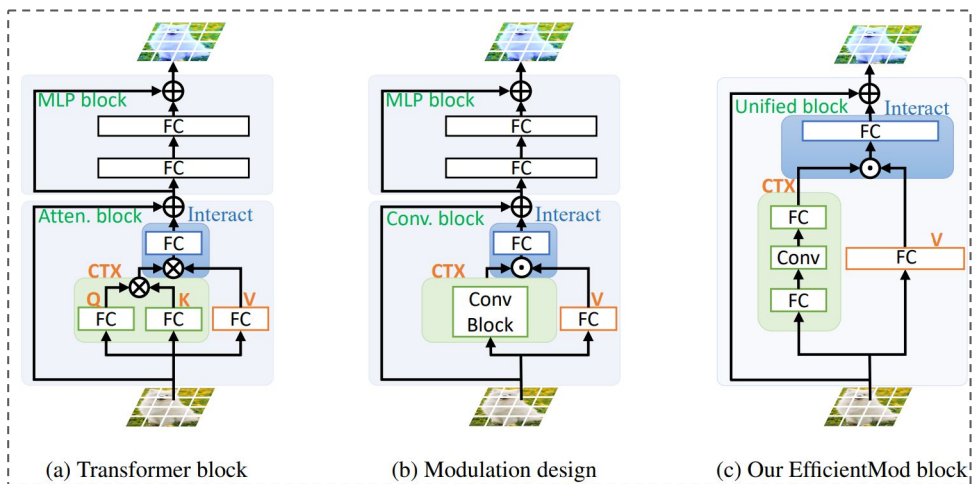 MLP block
FC
FC
Atten. block
Interact
FC
CTX
Q
K
V
FC
FC
FC
(a) Transformer block
MLP block
FC
FC
Conv. block
Interact
FC
CTX
V
Conv
Block
FC
(b) Modulation design
Unified block
Interact
FC
CTX
FC
V
Conv
FC
FC
(c) Our EfficientMod block